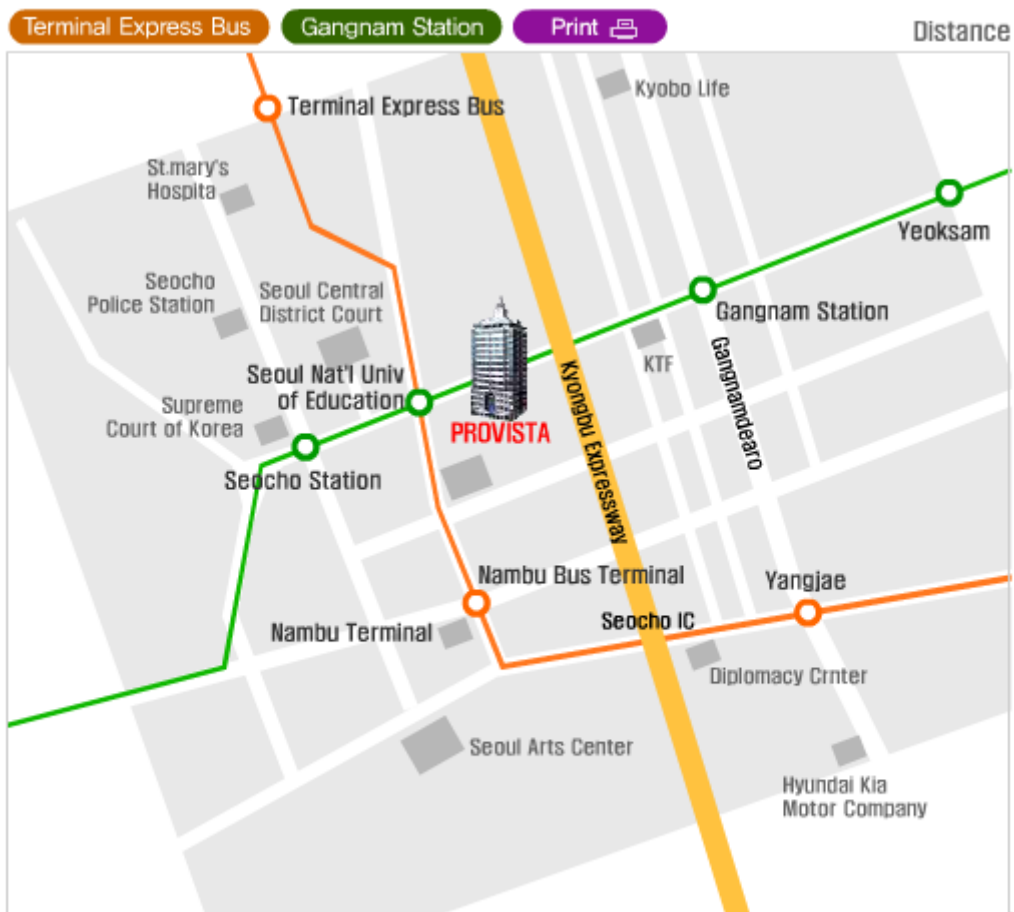 Terminal Express Bus
Gangnam Station
Print
Distance
Kyobo Life
Terminal Express Bus
St.mary's
Hospita
Yeoksam
Seocho
Police Station
Seoul Central
District Court
Gangnam Station
KTF
Gangnamdearo
Kyongbu Expressway
Seoul Nat'l Univ
of Education
Supreme
Court of Korea
PROVISTA
Seocho Station
Nambu Bus Terminal
Yangjae
Seocho IC
Nambu Terminal
Diplomacy Crnter
Seoul Arts Center
Hyundai Kia
Motor Company